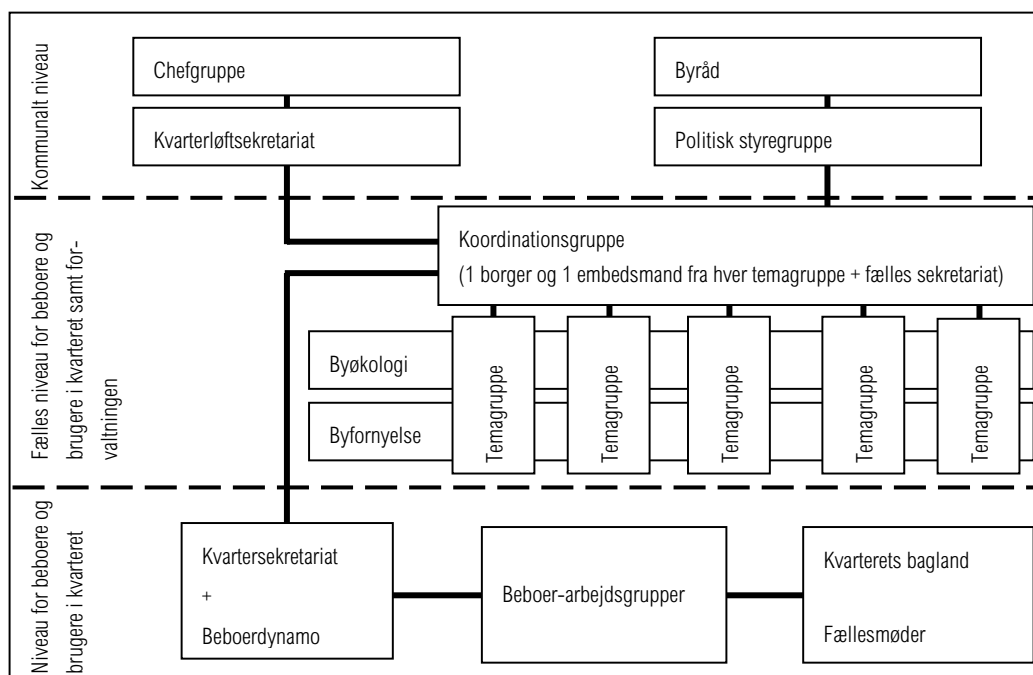 Kommunalt niveau
Chefgruppe
Byråd
Kvarterløftsekretariat
Politisk styregruppe
Fælles niveau for beboere og
brugere i kvarteret samt for-
valtningen
Koordinationsgruppe
(1 borger og 1 embedsmand fra hver temagruppe + fælles sekretariat)
Byøkologi
Byfornyelse
Temagruppe
Temagruppe
Temagruppe
Temagruppe
Temagruppe
Niveau for beboere og
brugere i kvarteret
Kvartersekretariat
+
Beboerdynamo
Beboer-arbejdsgrupper
Kvarterets bagland
Fællesmøder